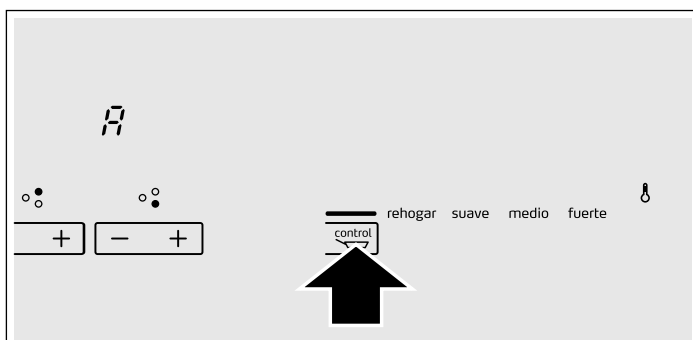 A
rehogar suave medio fuerte
+ − + control